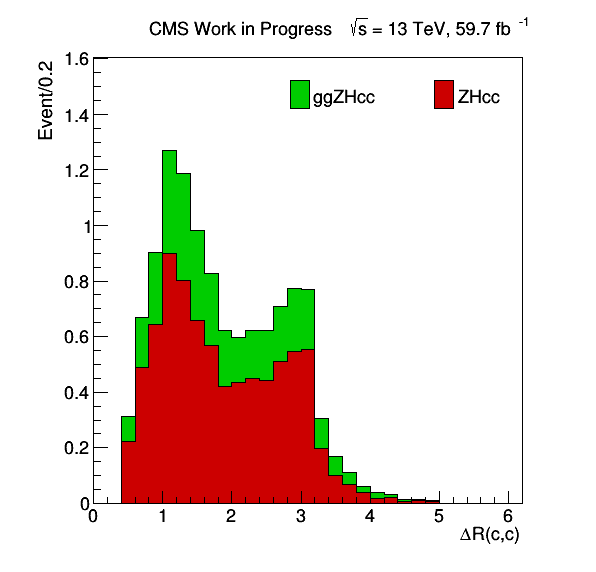 CMS Work in Progress √s = 13 TeV, 59.7 fb -1
Event/0.2
1.6
1.4
1.2
1
0.8
0.6
0.4
0.2
0
ggZHcc ZHcc
0 1 2 3 4 5 6
ΔR(c,c)